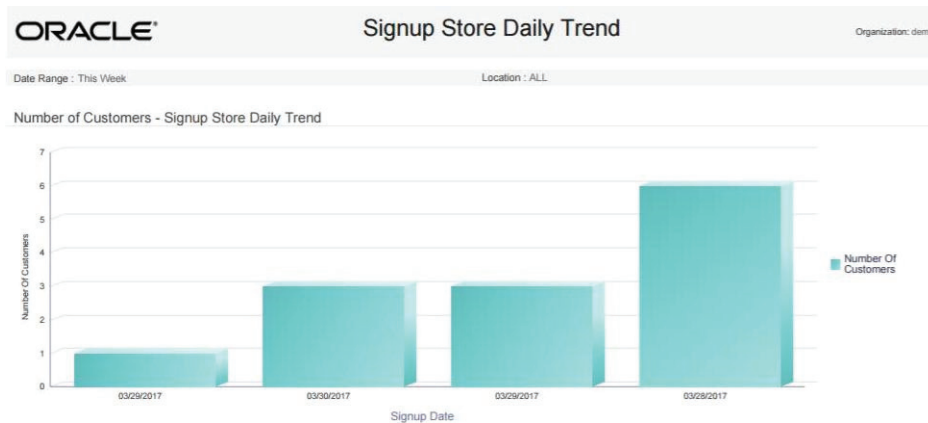 ORACLE®
Signup Store Daily Trend
Organization: dem
Date Range : This Week
Location : ALL
Number of Customers - Signup Store Daily Trend
7
6
5
4
3
2
1
0
Number Of Customers
03/29/2017
03/30/2017
03/29/2017
03/28/2017
Signup Date
Number Of
Customers